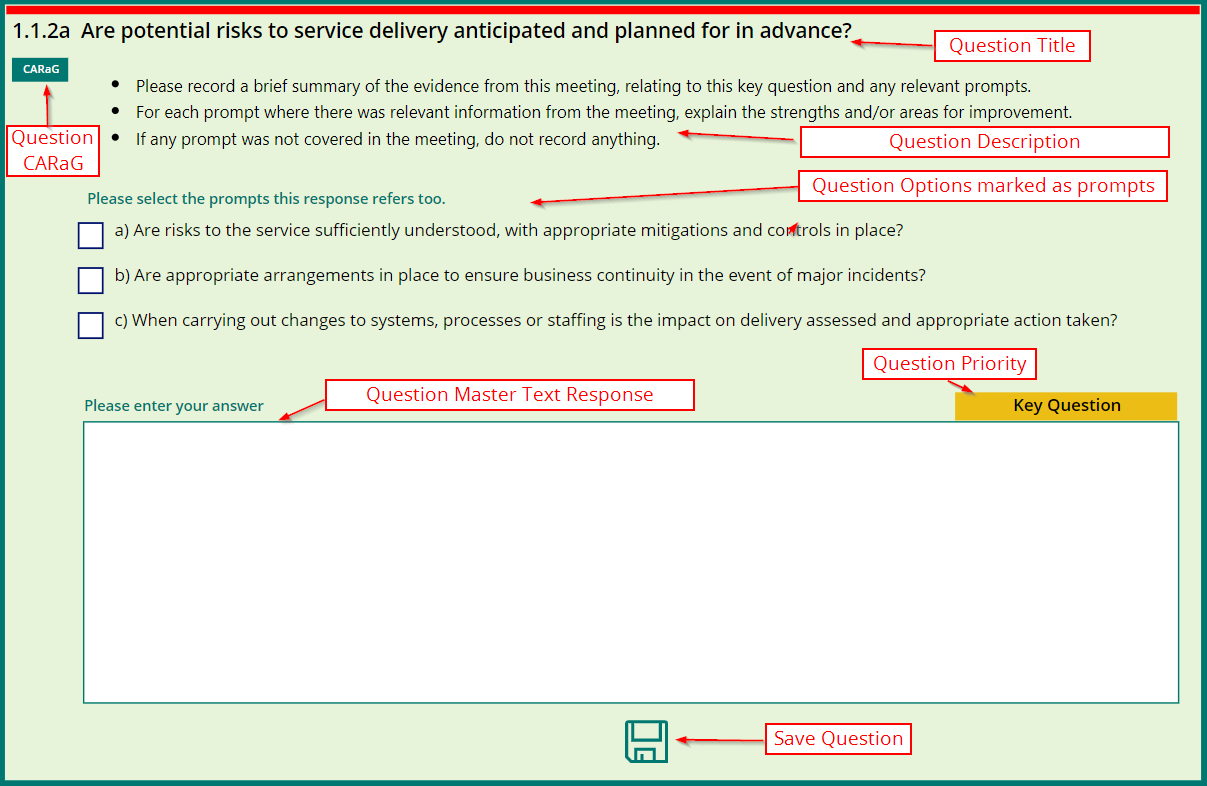 1.1.2a Are potential risks to service delivery anticipated and planned for in advance?
Question Title
CARaG
• Please record a brief summary of the evidence from this meeting, relating to this key question and any relevant prompts.
• For each prompt where there was relevant information from the meeting, explain the strengths and/or areas for improvement.
• If any prompt was not covered in the meeting, do not record anything.
Question
CARaG
Question Description
Question Options marked as prompts
Please select the prompts this response refers too.
a) Are risks to the service sufficiently understood, with appropriate mitigations and controls in place?
b) Are appropriate arrangements in place to ensure business continuity in the event of major incidents?
c) When carrying out changes to systems, processes or staffing is the impact on delivery assessed and appropriate action taken?
Question Priority
Question Master Text Response
Please enter your answer
Key Question
Save Question